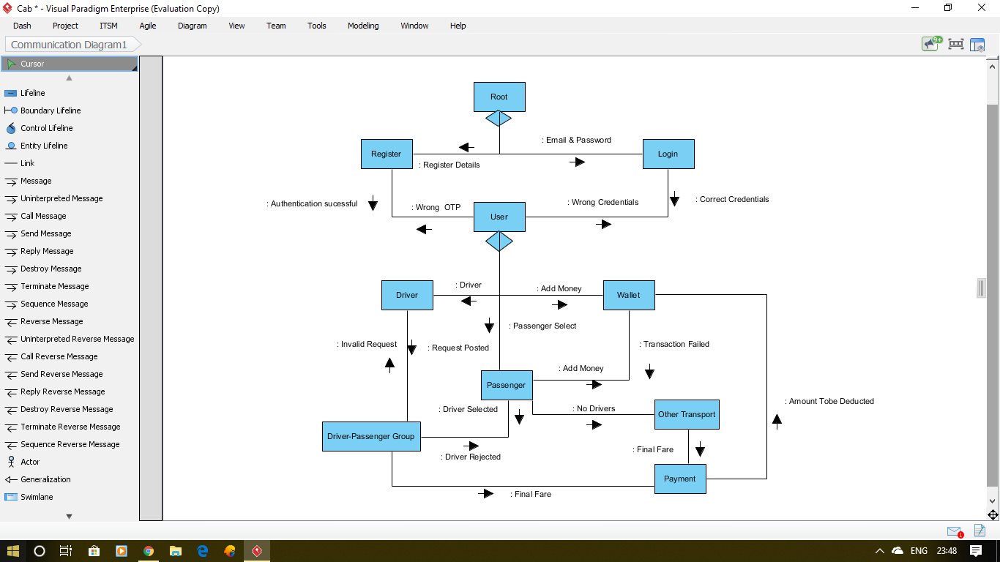 Cab * - Visual Paradigm Enterprise (Evaluation Copy)
Dash Project ITSM Agile Diagram View Team Tools Modeling Window Help
Communication Diagram1
9+
Cursor
Lifeline
Boundary Lifeline
Control Lifeline
Entity Lifeline
Link
Message
Uninterpreted Message
Call Message
Send Message
Reply Message
Destroy Message
Terminate Message
Sequence Message
Reverse Message
Uninterpreted Reverse Message
Call Reverse Message
Send Reverse Message
Reply Reverse Message
Destroy Reverse Message
Terminate Reverse Message
Sequence Reverse Message
Actor
Generalization
Swimlane
Root
: Email & Password
Register
Login
: Register Details
: Authentication sucessful
: Wrong OTP
: Wrong Credentials
: Correct Credentials
User
: Driver
: Add Money
Driver
Wallet
: Passenger Select
: Invalid Request
: Request Posted
: Transaction Failed
: Add Money
Passenger
: Driver Selected
: No Drivers
: Amount Tobe Deducted
Other Transport
Driver-Passenger Group
: Final Fare
: Driver Rejected
Payment
: Final Fare
1
ENG 23:48